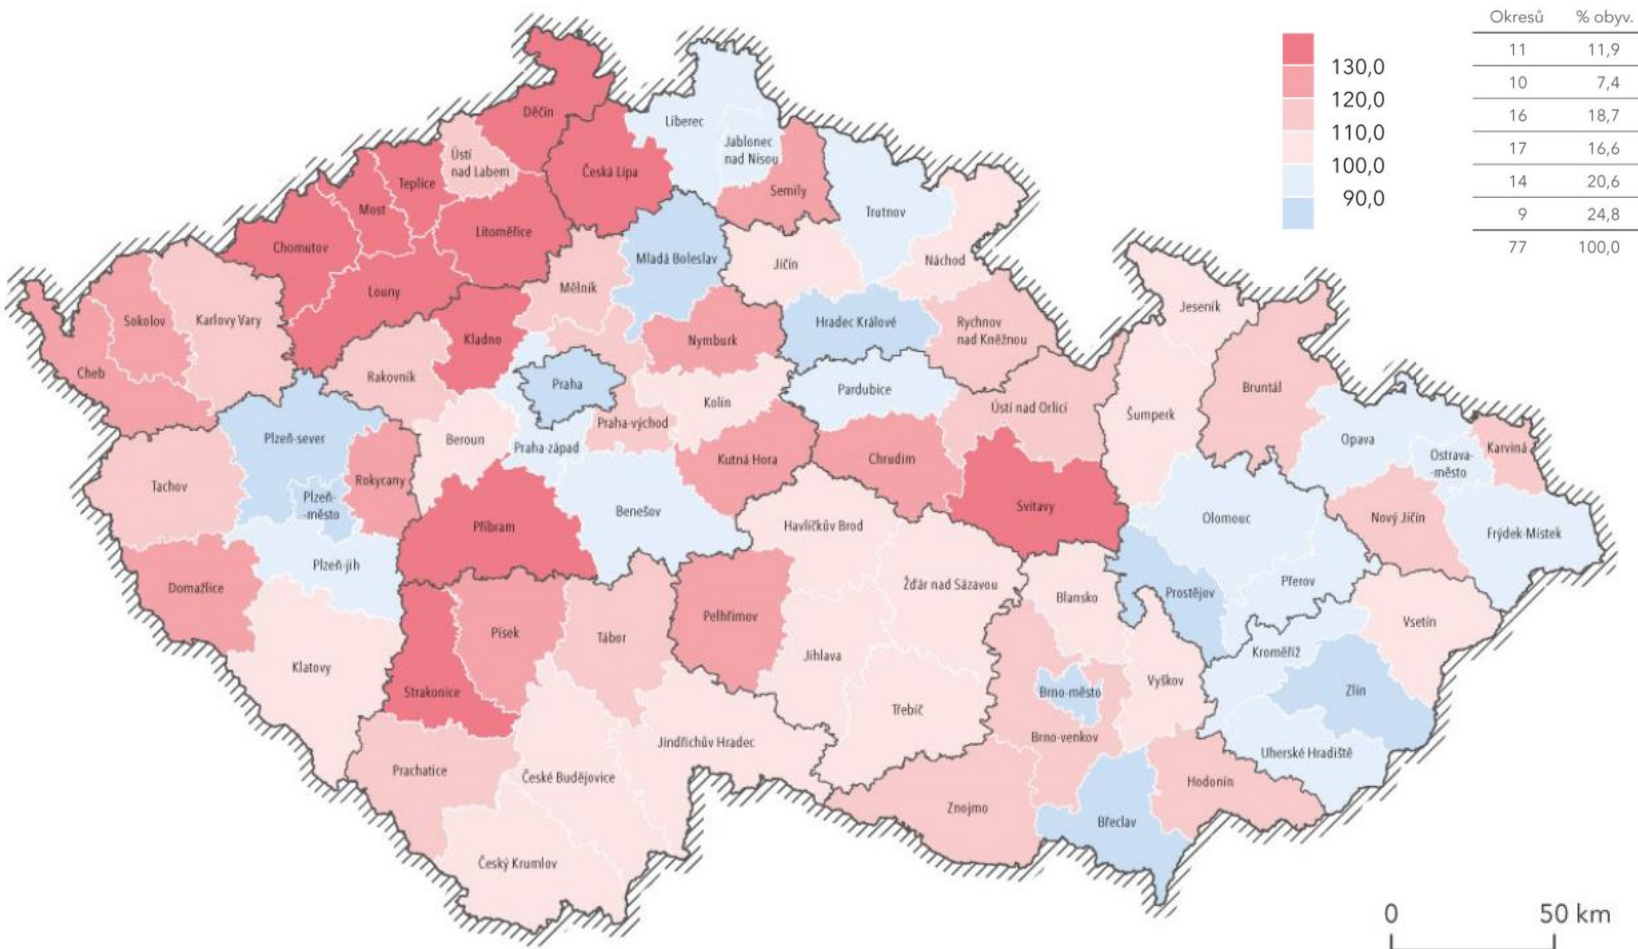 Okresů % obyv.
11 11,9
10 7,4
16 18,7
17 16,6
14 20,6
9 24,8
77 100,0
130,0
120,0
110,0
100,0
90,0
Děčín
Liberec
Jablonec
nad Nisou
Ústí
nad Labem
Teplice
Česká Lípa
Semily
Most
Trutnov
Litoměřice
Chomutov
Mladá Boleslav
Jičín
Náchod
Louny
Mělník
Jeseník
Sokolov
Karlovy Vary
Kladno
Nymburk
Hradec Králové
Rychnov
nad Kněžnou
Cheb
Rakovník
Praha
Kolín
Pardubice
Ústí nad Orlicí
Šumperk
Bruntál
Plzeň-sever
Beroun
Praha-západ
Praha-východ
Kutná Hora
Chrudim
Opava
Ostrava-
-město
Karviná
Tachov
Rokycany
Plzeň-
-město
Příbram
Benešov
Havlíčkův Brod
Svitavy
Olomouc
Nový Jičín
Frýdek-Místek
Plzeň-jih
Domažlice
Žďár nad Sázavou
Blansko
Prostějov
Přerov
Vsetín
Písek
Tábor
Pelhřimov
Jihlava
Kroměříž
Klatovy
Strakonice
Třebíč
Brno-město
Vyškov
Zlín
Jindřichův Hradec
Brno-venkov
Uherské Hradiště
Prachatice
České Budějovice
Hodonín
Znojmo
Břeclav
Český Krumlov
0 50 km